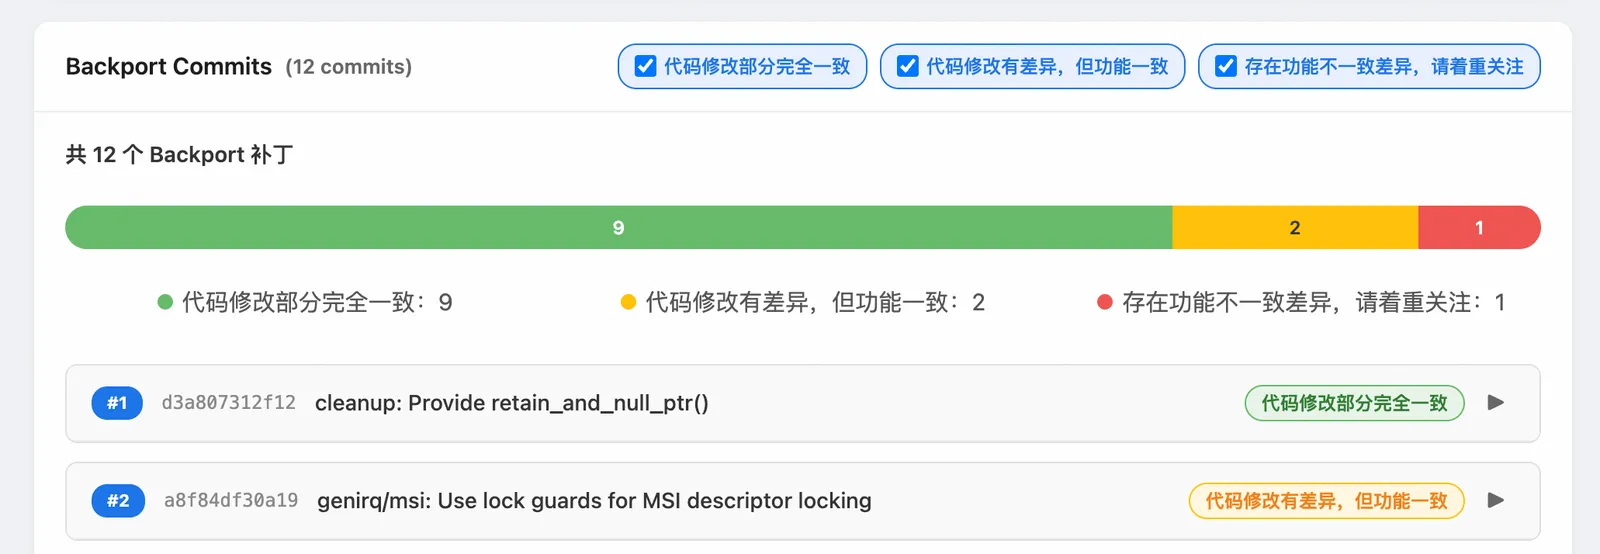 Backport Commits (12 commits) 代码修改部分完全一致 代码修改有差异，但功能一致 存在功能不一致差异，请着重关注
共 12 个 Backport 补丁
9 2 1
代码修改部分完全一致：9 代码修改有差异，但功能一致：2 存在功能不一致差异，请着重关注：1
#1 d3a807312f12 cleanup: Provide retain_and_null_ptr() 代码修改部分完全一致
#2 a8f84df30a19 genirq/msi: Use lock guards for MSI descriptor locking 代码修改有差异，但功能一致